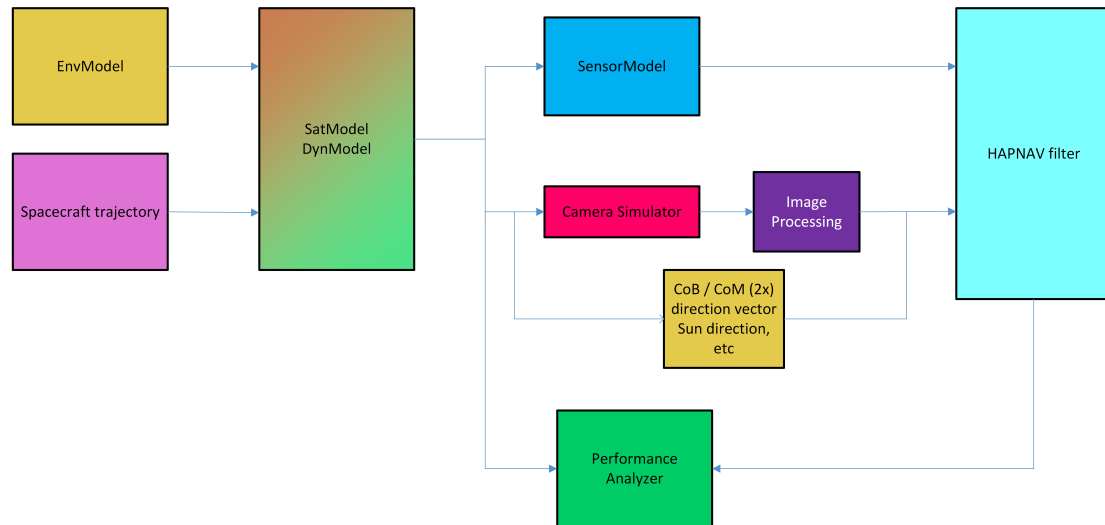 EnvModel
Spacecraft trajectory
SatModel
DynModel
SensorModel
Camera Simulator
Image
Processing
CoB / CoM (2x)
direction vector
Sun direction,
etc
HAPNAV filter
Performance
Analyzer